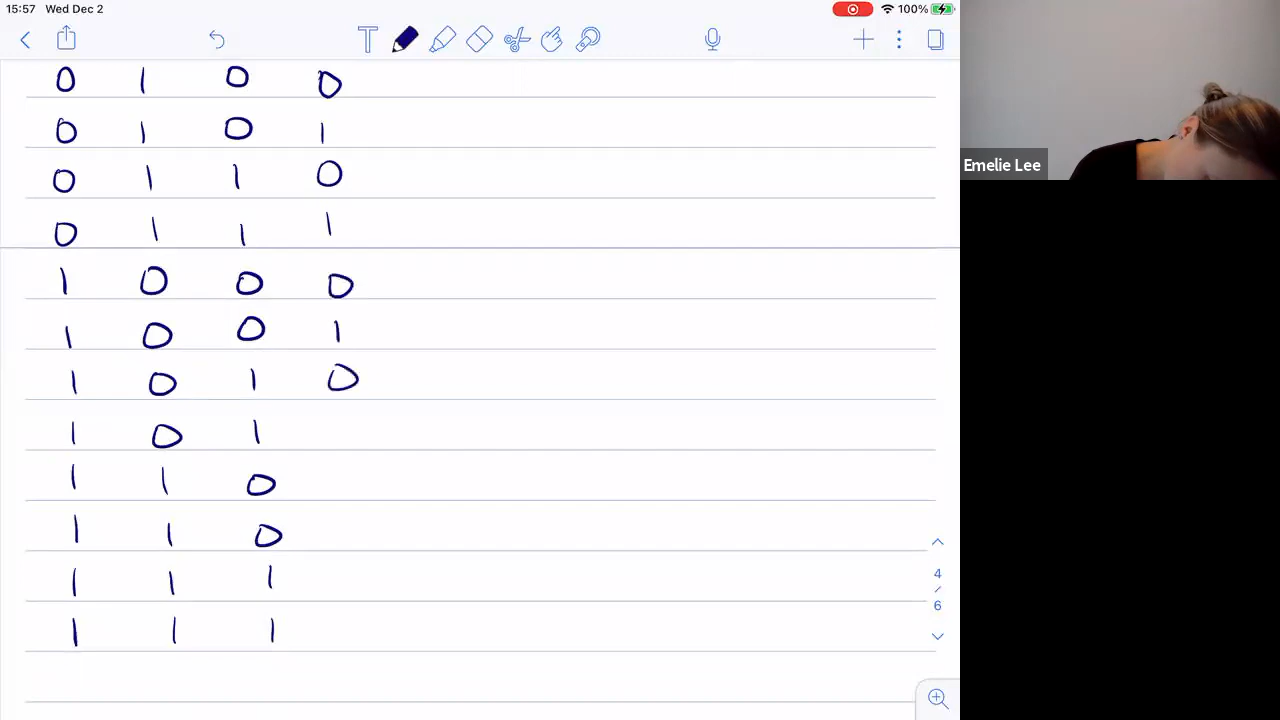 15:57 Wed Dec 2
100%
T
0 1 0 0
0 1 0 1
0 1 1 0
0 1 1 1
1 0 0 0
1 0 0 1
1 0 1 0
1 0 1
1 1 0
1 1 0
1 1 1
1 1 1
4
/
6
Emelie Lee